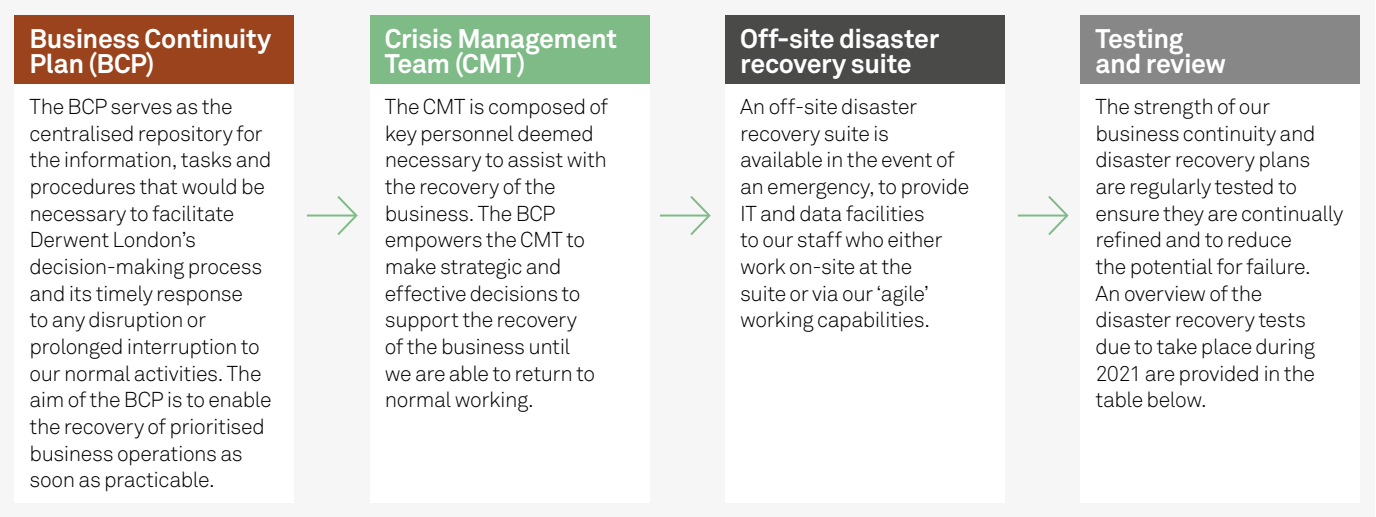 Business Continuity
Plan (BCP)
The BCP serves as the
centralised repository for
the information, tasks and
procedures that would be
necessary to facilitate
Derwent London’s
decision-making process
and its timely response
to any disruption or
prolonged interruption to
our normal activities. The
aim of the BCP is to enable
the recovery of prioritised
business operations as
soon as practicable.
Crisis Management
Team (CMT)
The CMT is composed of
key personnel deemed
necessary to assist with
the recovery of the
business. The BCP
empowers the CMT to
make strategic and
effective decisions to
support the recovery
of the business until
we are able to return to
normal working.
Off-site disaster
recovery suite
An off-site disaster
recovery suite is
available in the event of
an emergency, to provide
IT and data facilities
to our staff who either
work on-site at the
suite or via our ‘agile’
working capabilities.
Testing
and review
The strength of our
business continuity and
disaster recovery plans
are regularly tested to
ensure they are continually
refined and to reduce
the potential for failure.
An overview of the
disaster recovery tests
due to take place during
2021 are provided in the
table below.